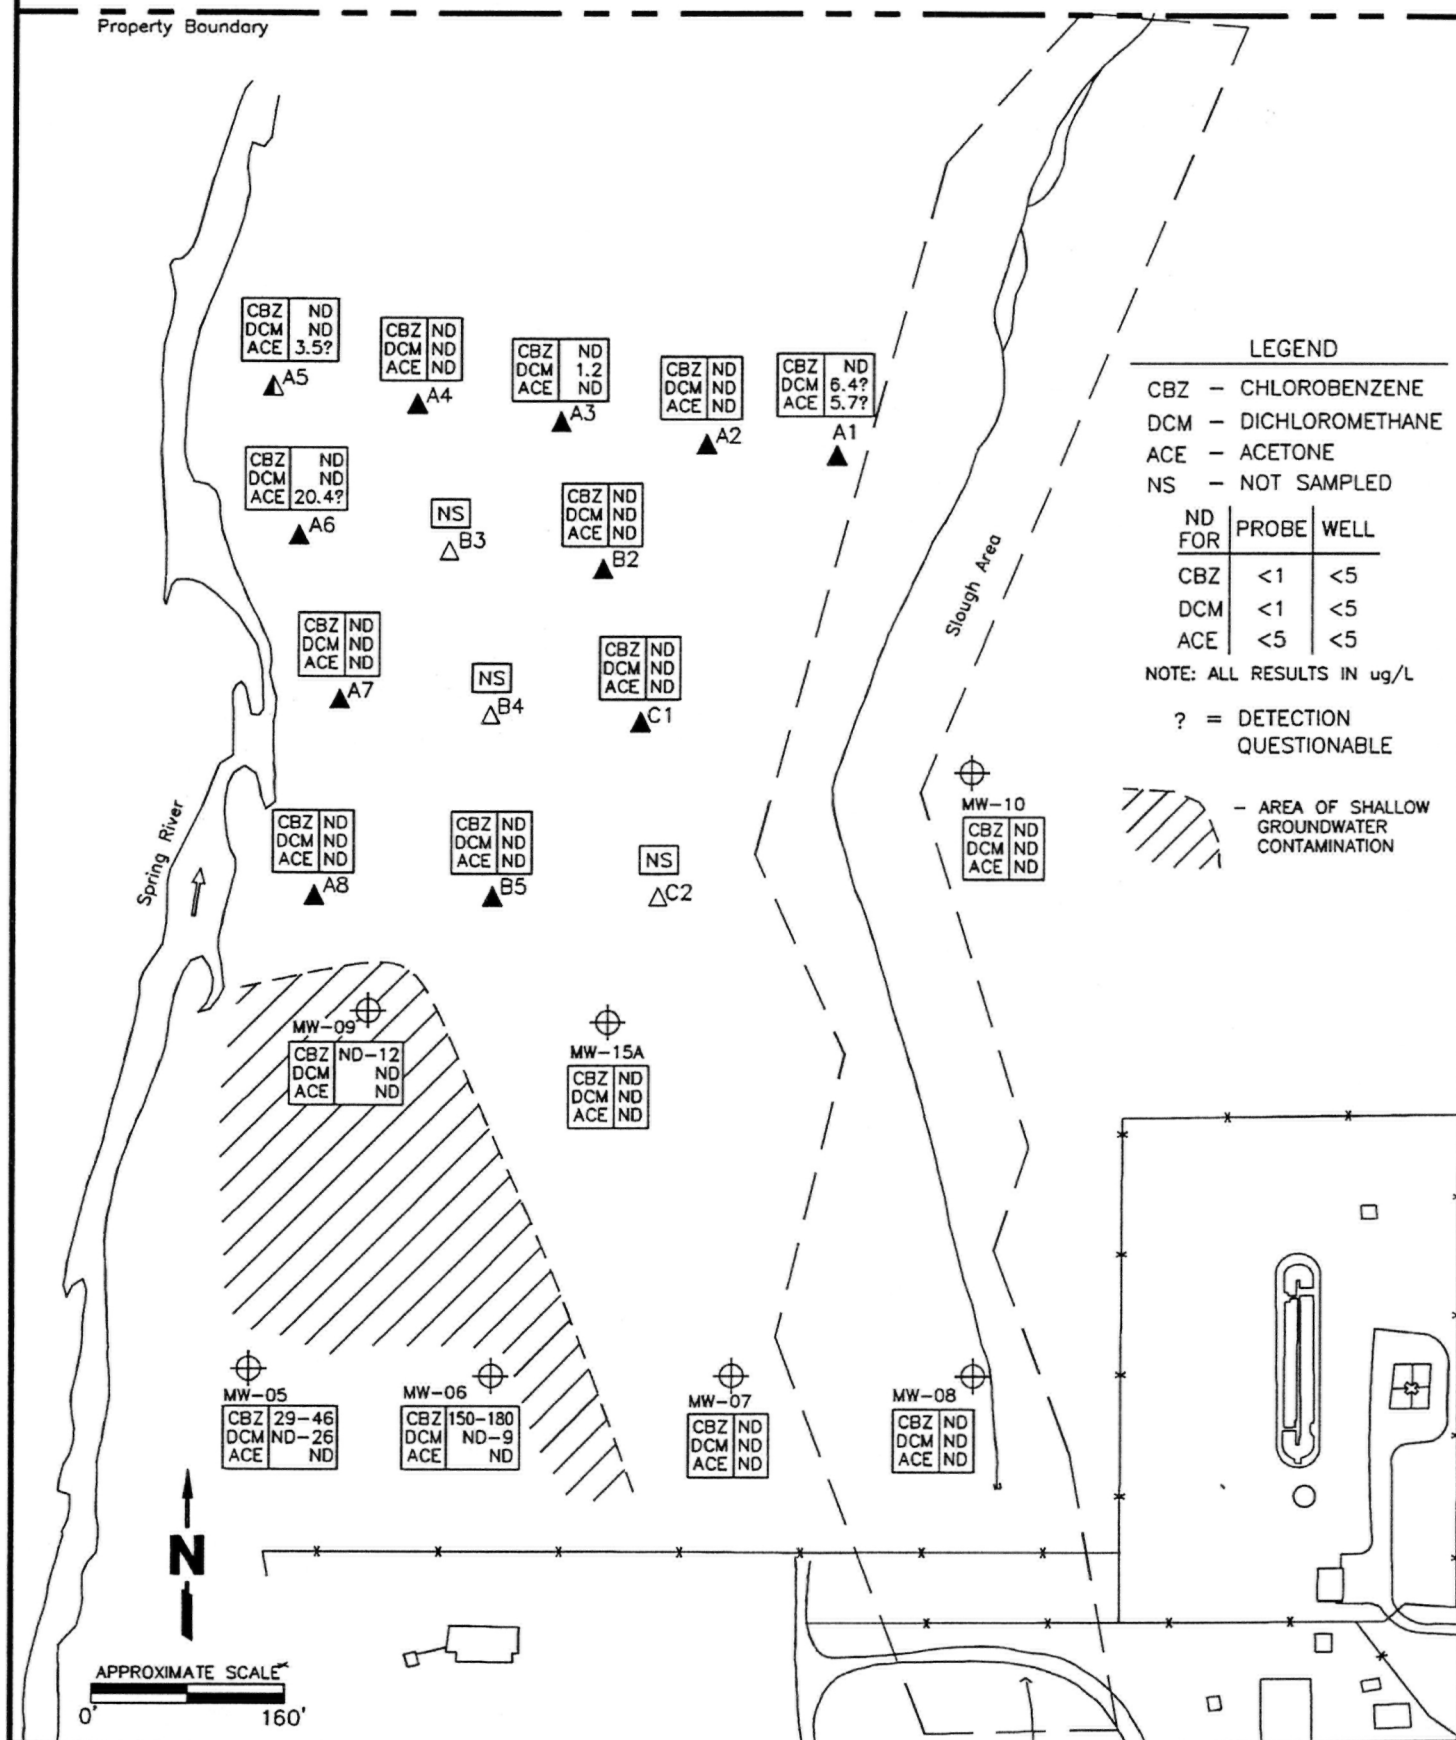 Property Boundary
CBZ ND
DCM ND
ACE 3.5?
A5
CBZ ND
DCM ND
ACE ND
A4
CBZ ND
DCM 1.2
ACE ND
A3
CBZ ND
DCM ND
ACE ND
A2
CBZ ND
DCM 6.4?
ACE 5.7?
A1
LEGEND
CBZ – CHLOROBENZENE
DCM – DICHLOROMETHANE
ACE – ACETONE
NS – NOT SAMPLED
ND FOR PROBE WELL
CBZ <1 <5
DCM <1 <5
ACE <5 <5
NOTE: ALL RESULTS IN ug/L
? = DETECTION
QUESTIONABLE
– AREA OF SHALLOW
GROUNDWATER
CONTAMINATION
CBZ ND
DCM ND
ACE 20.4?
A6
NS
B3
CBZ ND
DCM ND
ACE ND
B2
Slough Area
CBZ ND
DCM ND
ACE ND
A7
NS
B4
CBZ ND
DCM ND
ACE ND
C1
MW-10
CBZ ND
DCM ND
ACE ND
Spring River
CBZ ND
DCM ND
ACE ND
A8
CBZ ND
DCM ND
ACE ND
B5
NS
C2
MW-09
CBZ ND-12
DCM ND
ACE ND
MW-15A
CBZ ND
DCM ND
ACE ND
MW-05
CBZ 29-46
DCM ND-26
ACE ND
MW-06
CBZ 150-180
DCM ND-9
ACE ND
MW-07
CBZ ND
DCM ND
ACE ND
MW-08
CBZ ND
DCM ND
ACE ND
N
APPROXIMATE SCALE
0' 160'